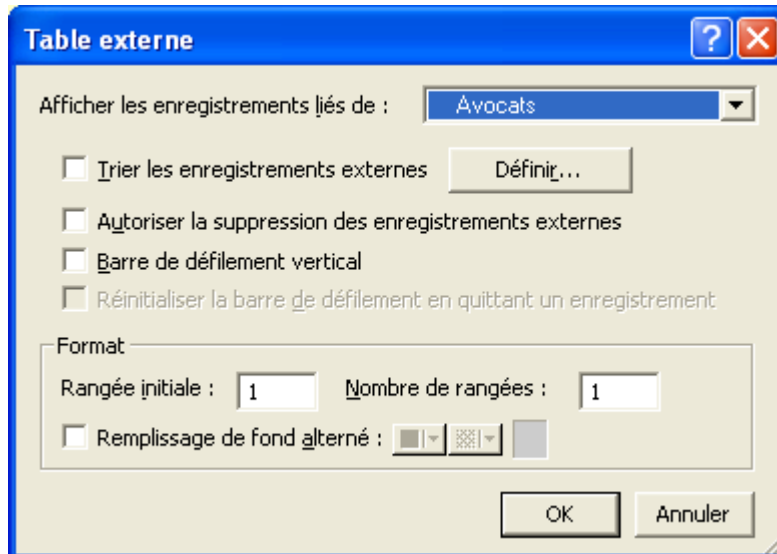 Table externe
Afficher les enregistrements liés de : Avocats
Trier les enregistrements externes Définir...
Autoriser la suppression des enregistrements externes
Barre de défilement vertical
Réinitialiser la barre de défilement en quittant un enregistrement
Format
Rangée initiale : 1 Nombre de rangées : 1
Remplissage de fond alterné :
OK Annuler